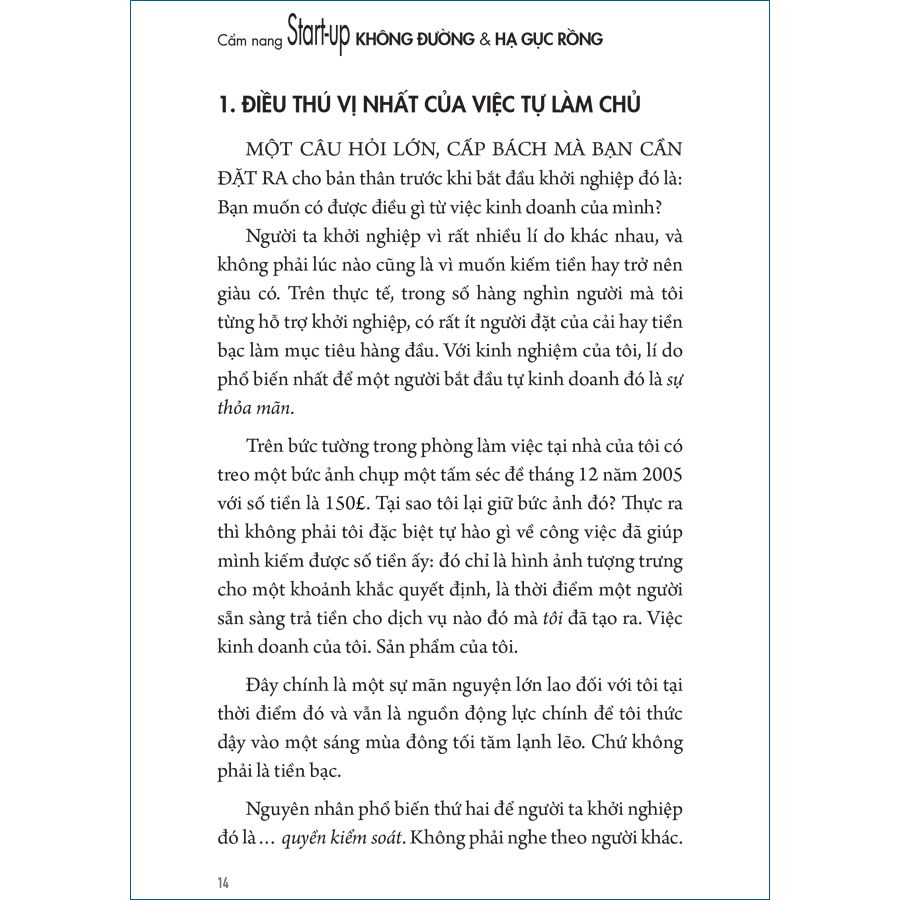 Cẩm nang Start-up KHÔNG ĐƯỜNG & HẠ GỤC RỒNG
1. ĐIỀU THÚ VỊ NHẤT CỦA VIỆC TỰ LÀM CHỦ
MỘT CÂU HỎI LỚN, CẤP BÁCH MÀ BẠN CẦN
ĐẶT RA cho bản thân trước khi bắt đầu khởi nghiệp đó là:
Bạn muốn có được điều gì từ việc kinh doanh của mình?
Người ta khởi nghiệp vì rất nhiều lí do khác nhau, và
không phải lúc nào cũng là vì muốn kiếm tiền hay trở nên
giàu có. Trên thực tế, trong số hàng nghìn người mà tôi
từng hỗ trợ khởi nghiệp, có rất ít người đặt của cải hay tiền
bạc làm mục tiêu hàng đầu. Với kinh nghiệm của tôi, lí do
phổ biến nhất để một người bắt đầu tự kinh doanh đó là sự
thỏa mãn.
Trên bức tường trong phòng làm việc tại nhà của tôi có
treo một bức ảnh chụp một tấm séc đề tháng 12 năm 2005
với số tiền là 150£. Tại sao tôi lại giữ bức ảnh đó? Thực ra
thì không phải tôi đặc biệt tự hào gì về công việc đã giúp
mình kiếm được số tiền ấy: đó chỉ là hình ảnh tượng trưng
cho một khoảnh khắc quyết định, là thời điểm một người
sẵn sàng trả tiền cho dịch vụ nào đó mà tôi đã tạo ra. Việc
kinh doanh của tôi. Sản phẩm của tôi.
Đây chính là một sự mãn nguyện lớn lao đối với tôi tại
thời điểm đó và vẫn là nguồn động lực chính để tôi thức
dậy vào một sáng mùa đông tối tăm lạnh lẽo. Chứ không
phải là tiền bạc.
Nguyên nhân phổ biến thứ hai để người ta khởi nghiệp
đó là… quyền kiểm soát. Không phải nghe theo người khác.
14